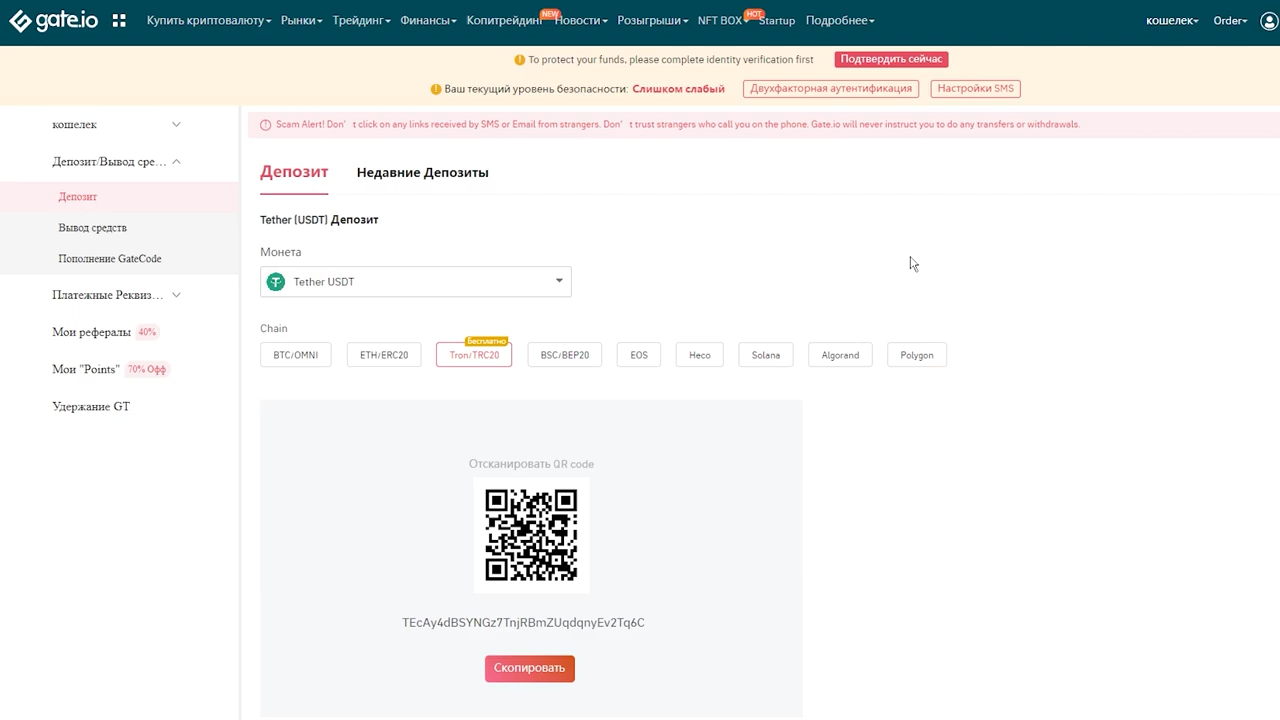 gate.io Купить криптовалюту Рынки Трейдинг Финансы Копитрейдинг NEW Новости Розыгрыши NFT BOX HOT Startup Подробнее кошелек Order
To protect your funds, please complete identity verification first Подтвердить сейчас
Ваш текущий уровень безопасности: Слишком слабый Двухфакторная аутентификация Настройки SMS
кошелек
Депозит/Вывод сре...
Депозит
Вывод средств
Пополнение GateCode
Платежные Реквиз...
Мои рефералы 40%
Мои "Points" 70% Офф
Удержание GT
Scam Alert! Don' t click on any links received by SMS or Email from strangers. Don' t trust strangers who call you on the phone. Gate.io will never instruct you to do any transfers or withdrawals.
Депозит Недавние Депозиты
Tether (USDT) Депозит
Монета
Tether USDT
Chain
Бесплатно
BTC/OMNI ETH/ERC20 Tron/TRC20 BSC/BEP20 EOS Heco Solana Algorand Polygon
Отсканировать QR code
TEcAy4dBSYNGz7TnjRBmZUqdqnyEv2Tq6C
Скопировать